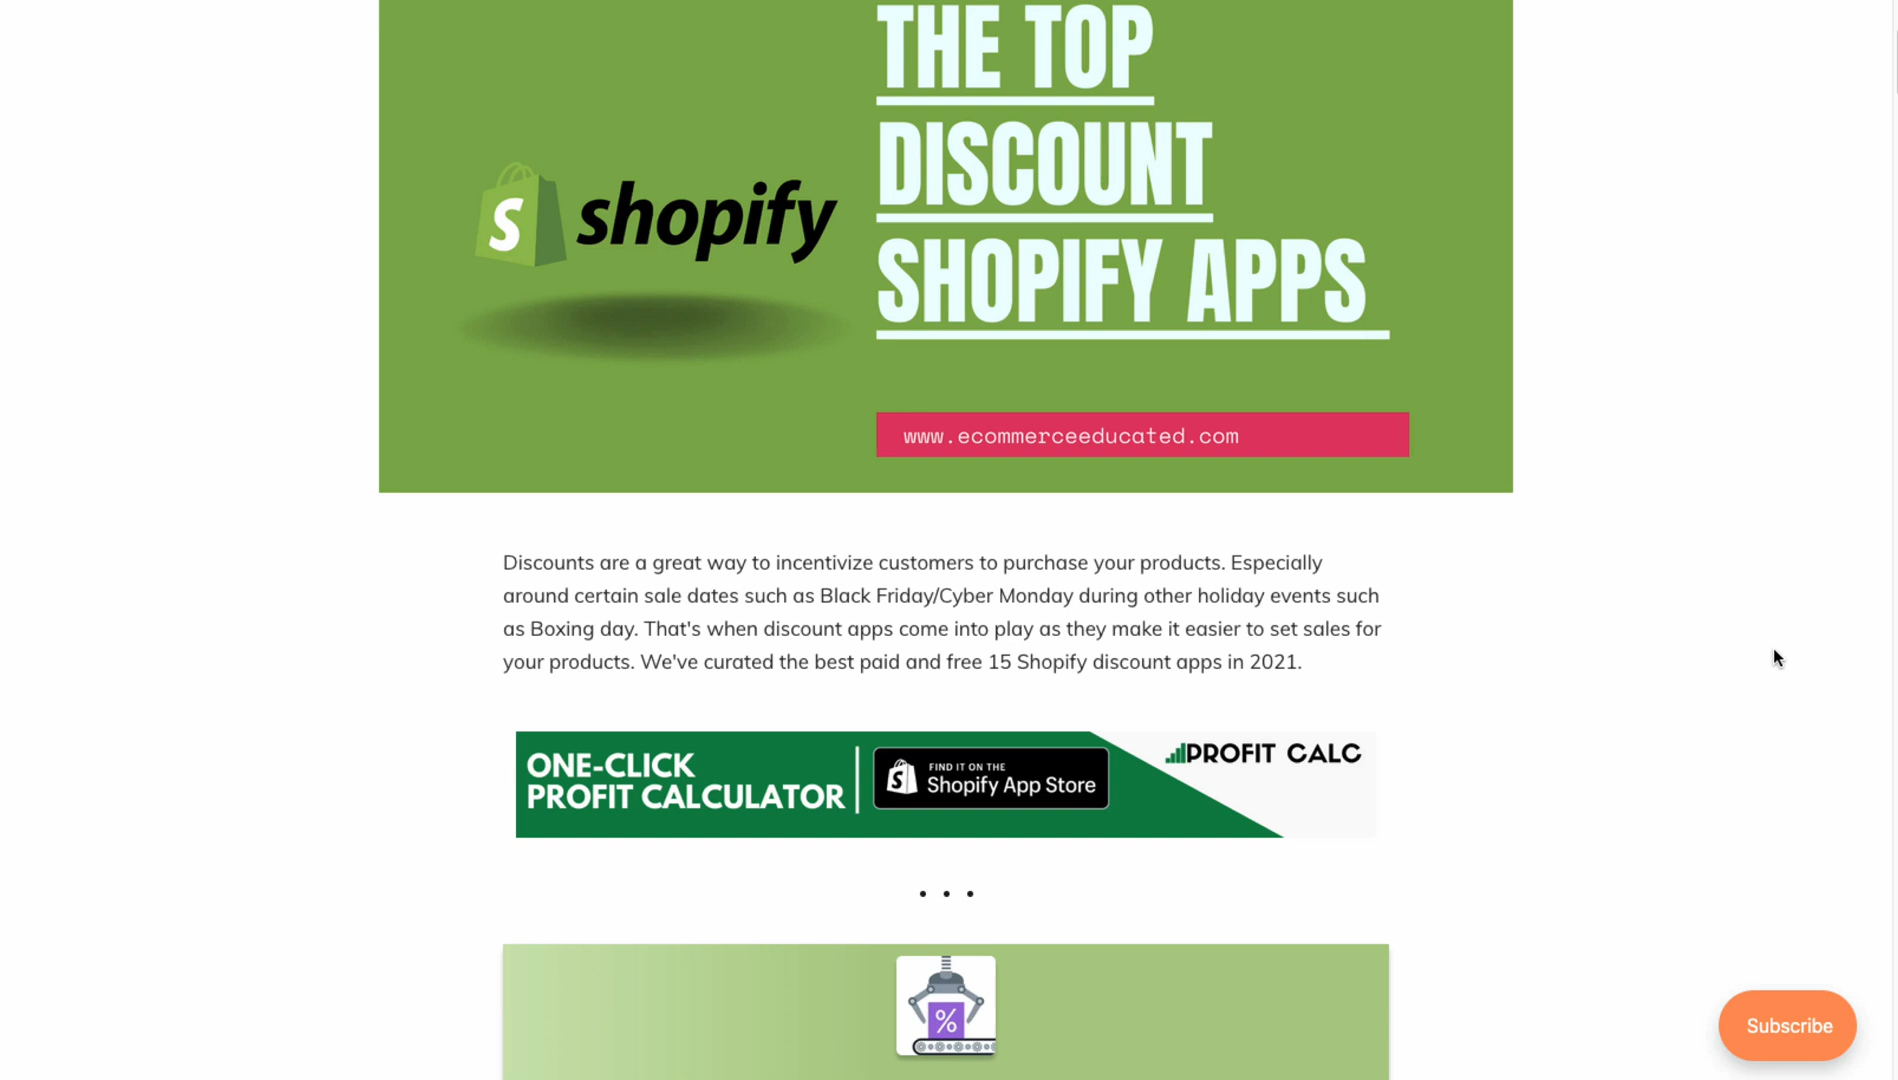 THE TOP
DISCOUNT
SHOPIFY APPS
shopify
www.ecommerceeducated.com
Discounts are a great way to incentivize customers to purchase your products. Especially
around certain sale dates such as Black Friday/Cyber Monday during other holiday events such
as Boxing day. That's when discount apps come into play as they make it easier to set sales for
your products. We've curated the best paid and free 15 Shopify discount apps in 2021.
ONE-CLICK
PROFIT CALCULATOR
FIND IT ON THE
Shopify App Store
PROFIT CALC
%
Subscribe